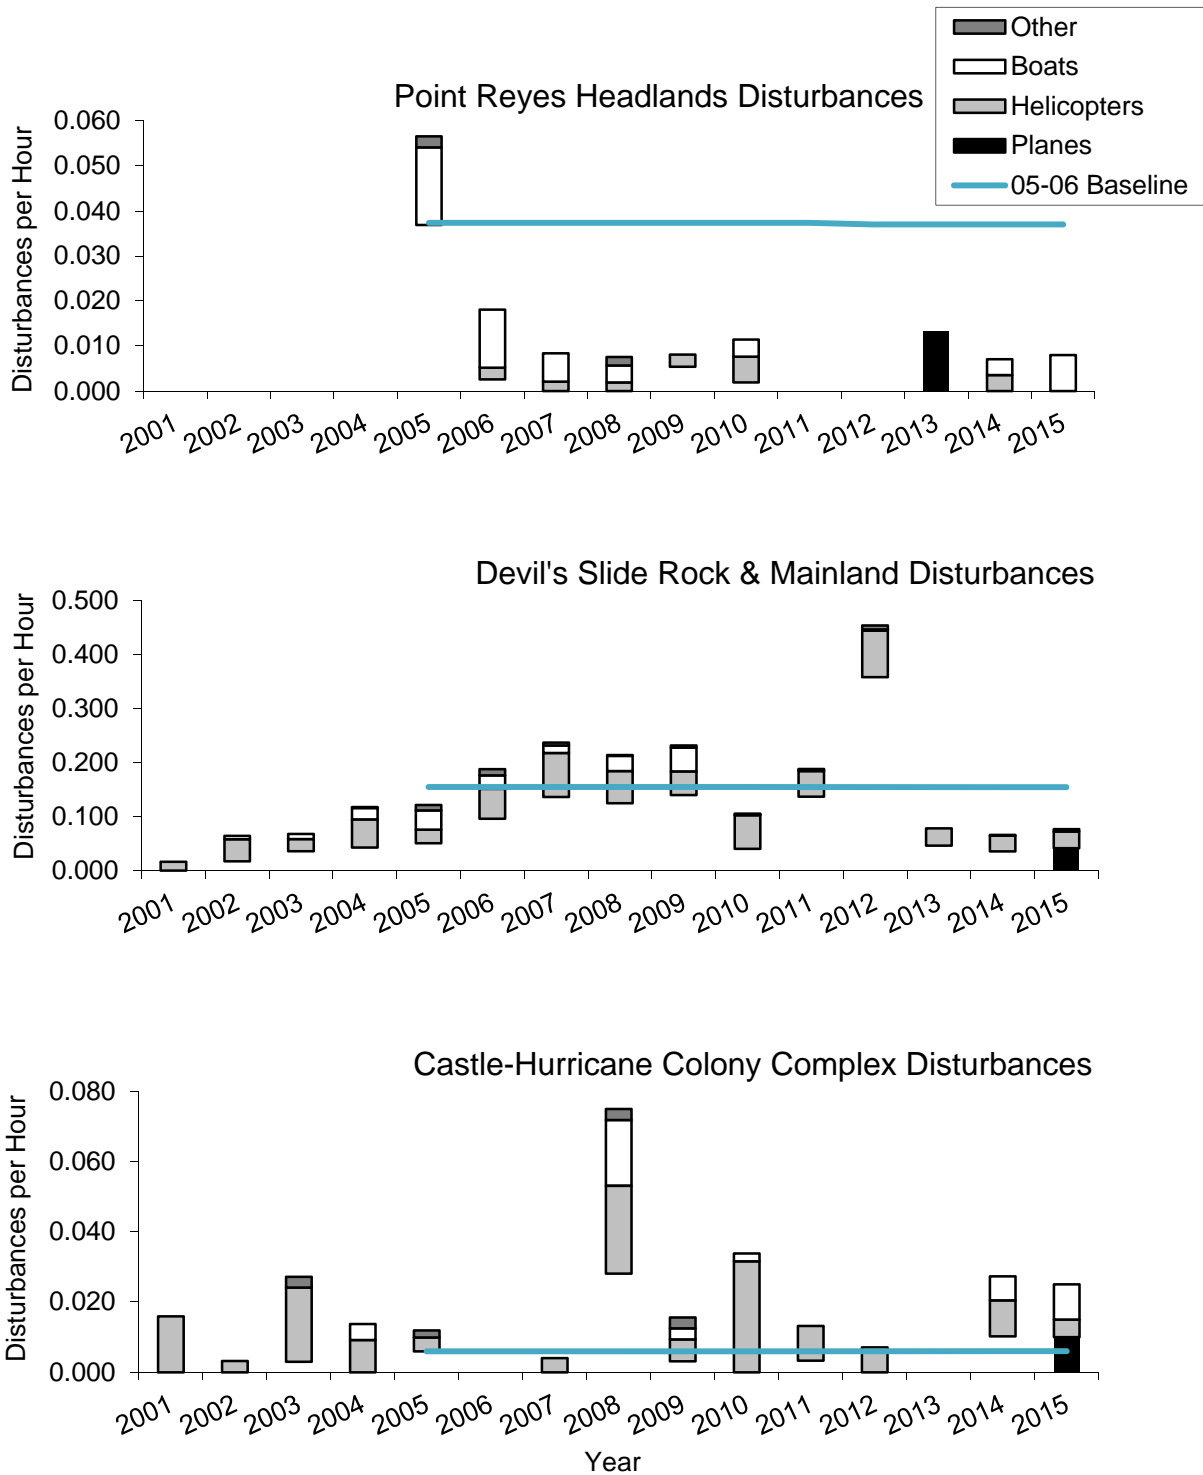 Other
Boats
Helicopters
Planes
05-06 Baseline
Point Reyes Headlands Disturbances
Disturbances per Hour
0.060
0.050
0.040
0.030
0.020
0.010
0.000
2001 2002 2003 2004 2005 2006 2007 2008 2009 2010 2011 2012 2013 2014 2015
Devil's Slide Rock & Mainland Disturbances
Disturbances per Hour
0.500
0.400
0.300
0.200
0.100
0.000
2001 2002 2003 2004 2005 2006 2007 2008 2009 2010 2011 2012 2013 2014 2015
Castle-Hurricane Colony Complex Disturbances
Disturbances per Hour
0.080
0.060
0.040
0.020
0.000
2001 2002 2003 2004 2005 2006 2007 2008 2009 2010 2011 2012 2013 2014 2015
Year